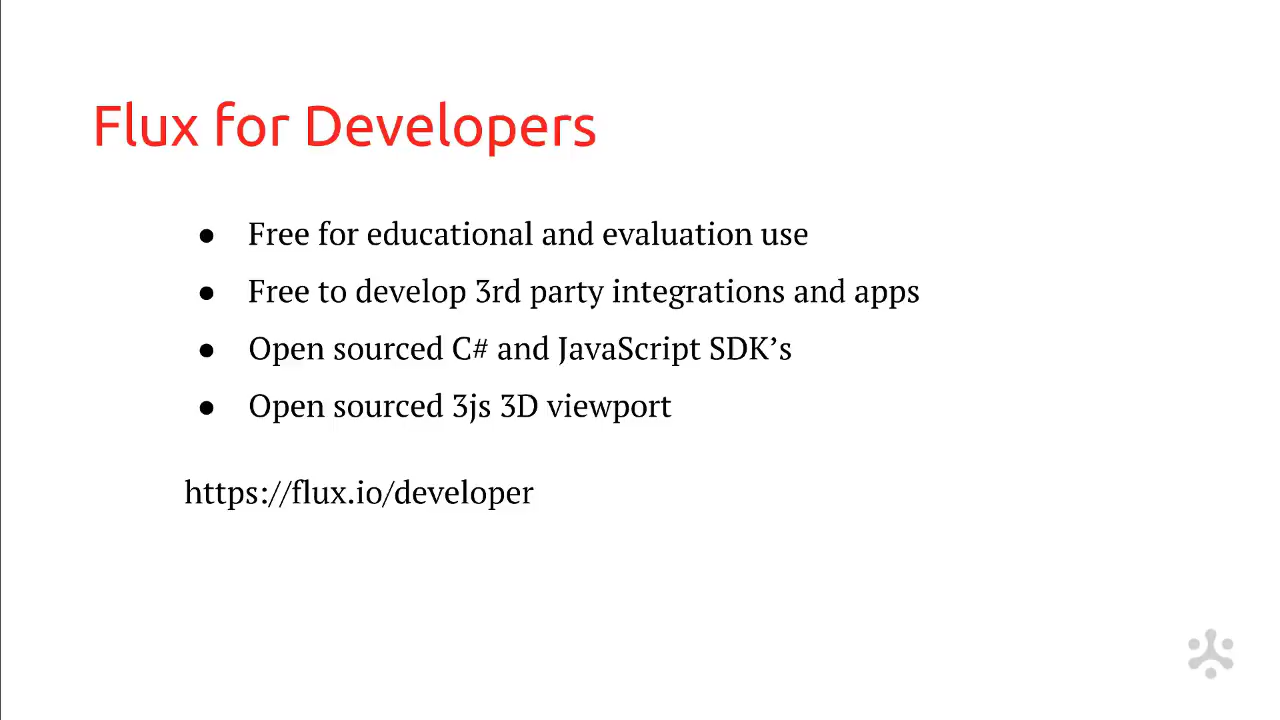 Flux for Developers
● Free for educational and evaluation use
● Free to develop 3rd party integrations and apps
● Open sourced C# and JavaScript SDK’s
● Open sourced 3js 3D viewport
https://flux.io/developer